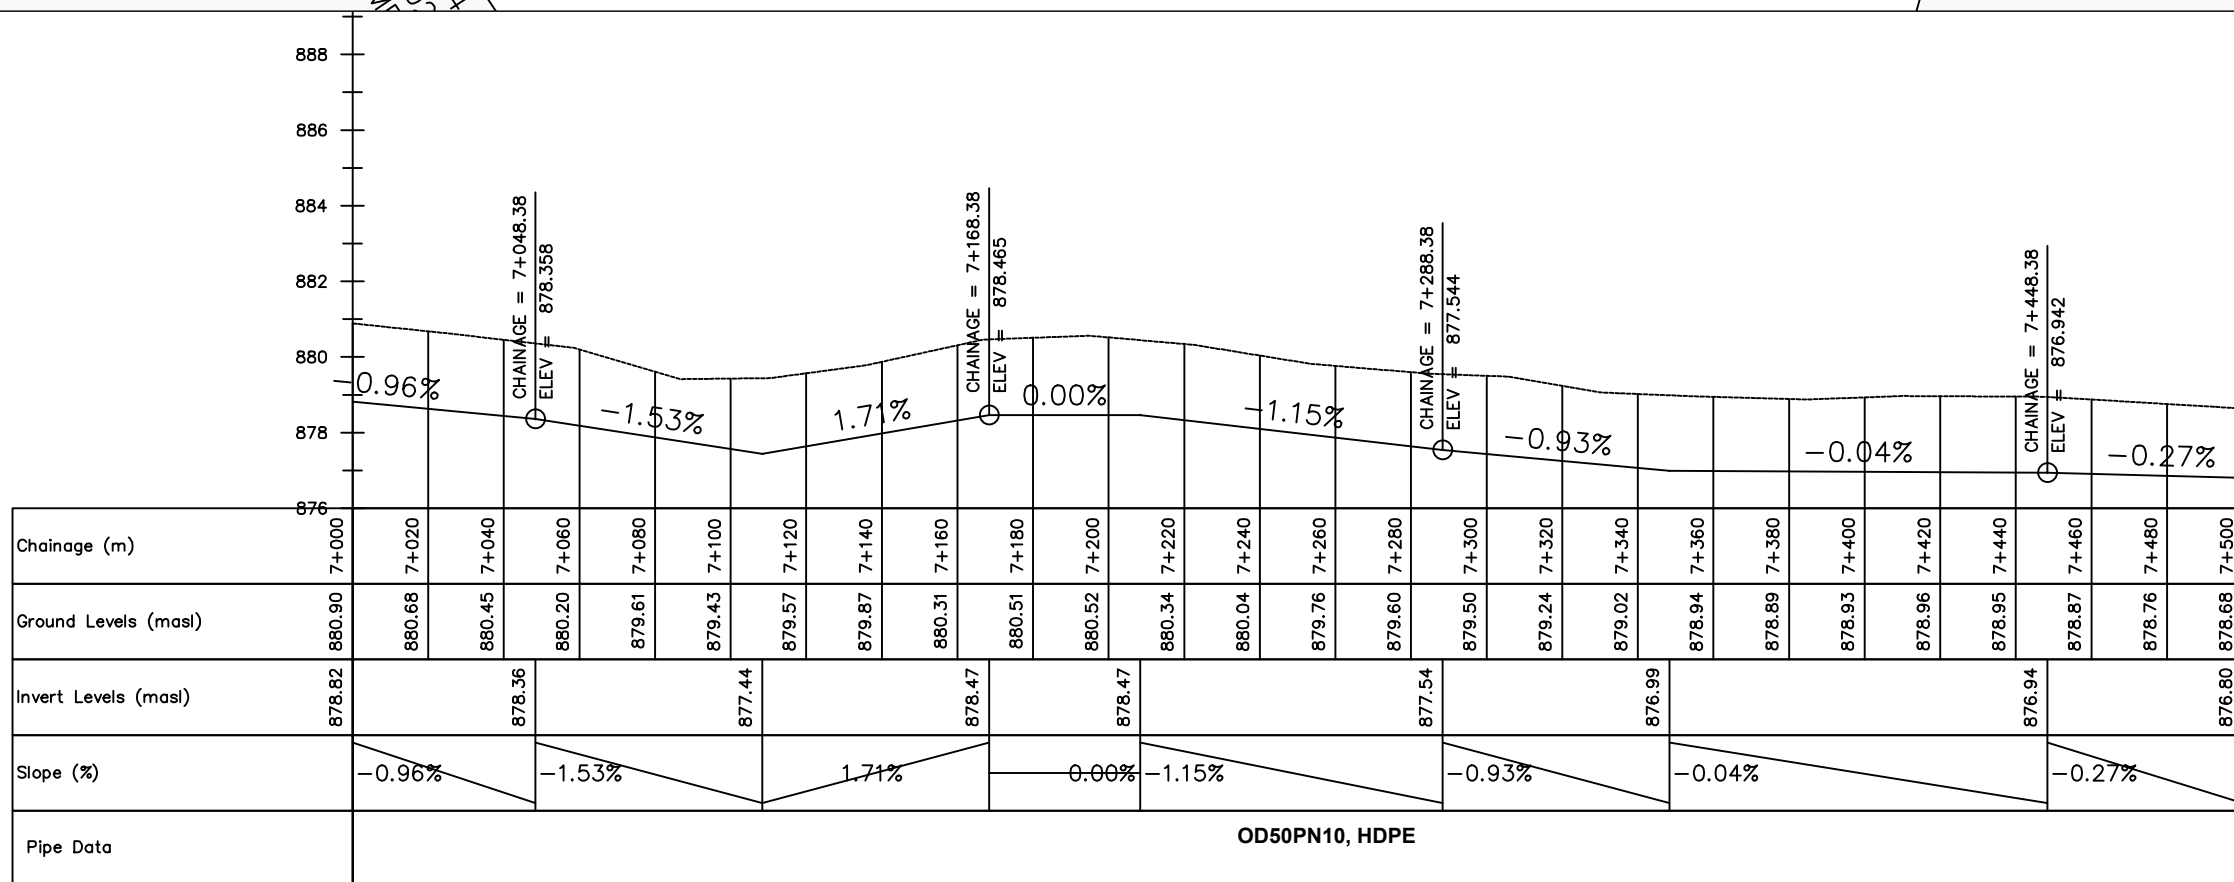 888
886
884
882
880
878
876
CHAINAGE = 7+048.38
ELEV = 878.358
CHAINAGE = 7+168.38
ELEV = 878.465
CHAINAGE = 7+288.38
ELEV = 877.544
CHAINAGE = 7+448.38
ELEV = 876.942
-0.96%
-1.53%
1.71%
0.00%
-1.15%
-0.93%
-0.04%
-0.27%
Chainage (m) 7+000 7+020 7+040 7+060 7+080 7+100 7+120 7+140 7+160 7+180 7+200 7+220 7+240 7+260 7+280 7+300 7+320 7+340 7+360 7+380 7+400 7+420 7+440 7+460 7+480 7+500
Ground Levels (masl) 880.90 880.68 880.45 880.20 879.61 879.43 879.57 879.87 880.31 880.51 880.52 880.34 880.04 879.76 879.60 879.50 879.24 879.02 878.94 878.89 878.93 878.96 878.95 878.87 878.76 878.68
Invert Levels (masl) 878.82 878.36 877.44 878.47 878.47 877.54 876.99 876.94 876.80
Slope (%) -0.96% -1.53% 1.71% 0.00% -1.15% -0.93% -0.04% -0.27%
Pipe Data OD50PN10, HDPE